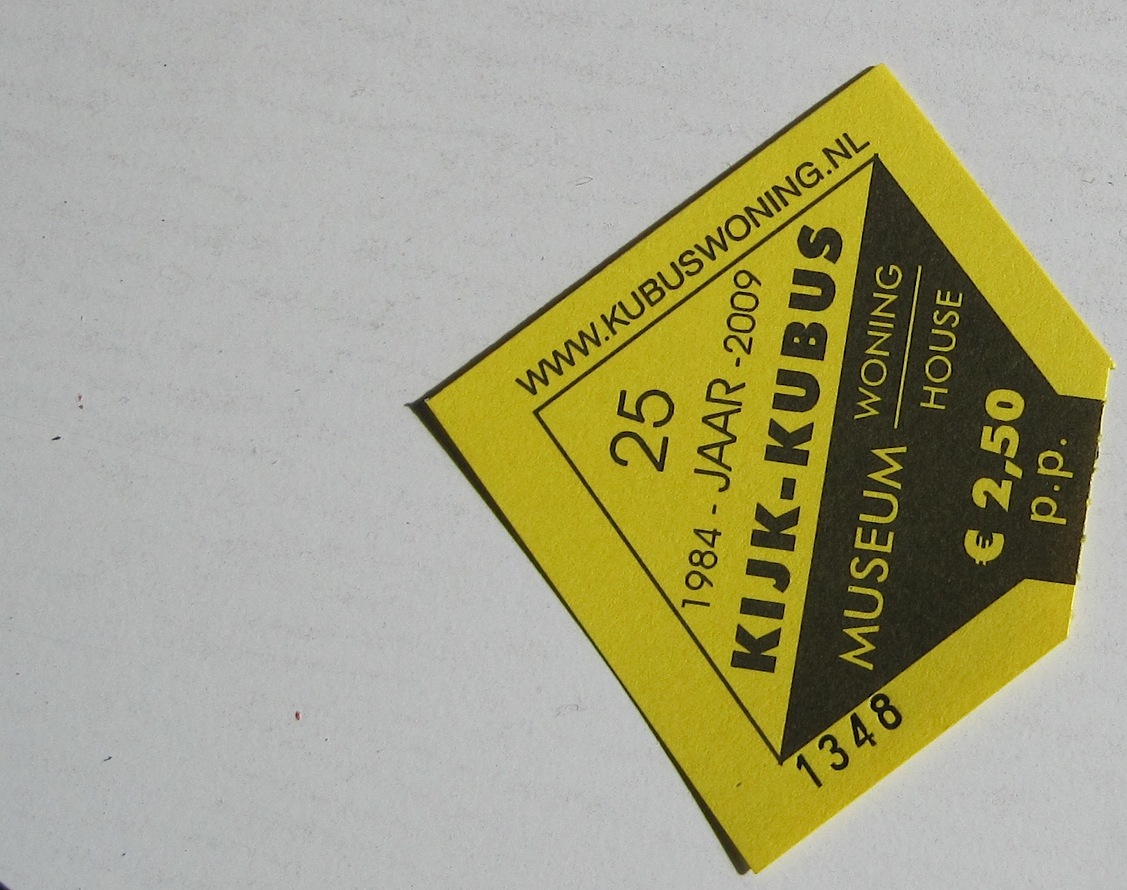 WWW.KUBUSWONING.NL
25
1984 - JAAR - 2009
KIJK-KUBUS
MUSEUM WONING
HOUSE
€ 2,50
p.p.
1348